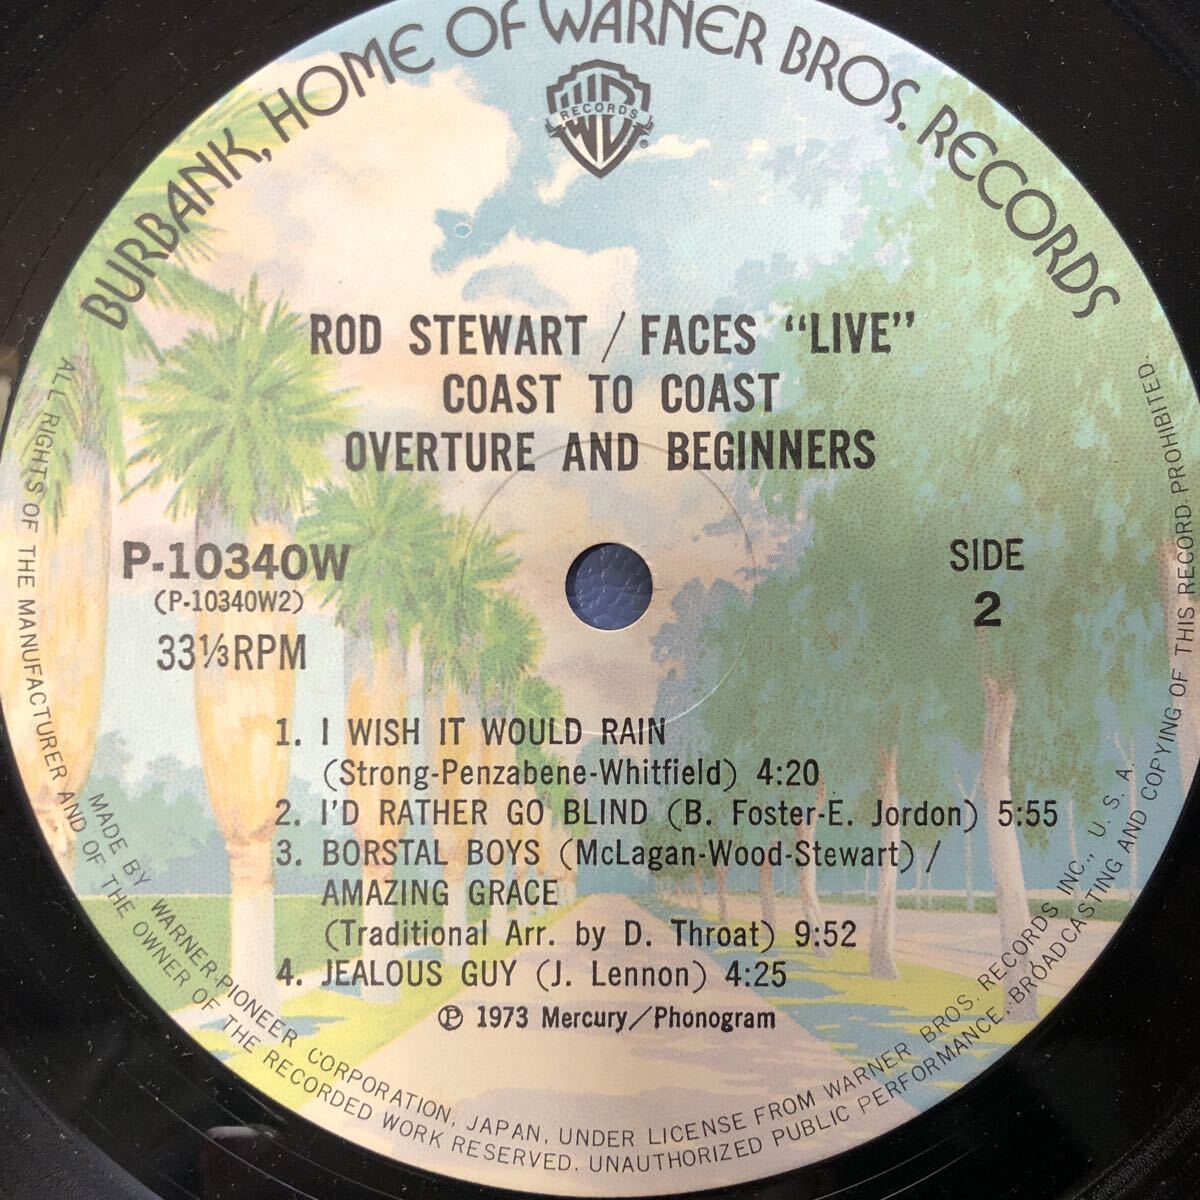 BURBANK, HOME OF WARNER BROS. RECORDS
WB
RECORDS
®
ROD STEWART / FACES “LIVE”
COAST TO COAST
OVERTURE AND BEGINNERS
P-10340W
(P-10340W2)
33⅓RPM
SIDE
2
1. I WISH IT WOULD RAIN
(Strong-Penzabene-Whitfield) 4:20
2. I'D RATHER GO BLIND (B. Foster-E. Jordon) 5:55
3. BORSTAL BOYS (McLagan-Wood-Stewart) /
AMAZING GRACE
(Traditional Arr. by D. Throat) 9:52
4. JEALOUS GUY (J. Lennon) 4:25
℗ 1973 Mercury/Phonogram
MADE BY WARNER-PIONEER CORPORATION, JAPAN, UNDER LICENSE FROM WARNER BROS. RECORDS INC., U. S. A.
ALL RIGHTS OF THE MANUFACTURER AND OF THE OWNER OF THE RECORDED WORK RESERVED. UNAUTHORIZED PUBLIC PERFORMANCE, BROADCASTING AND COPYING OF THIS RECORD PROHIBITED.